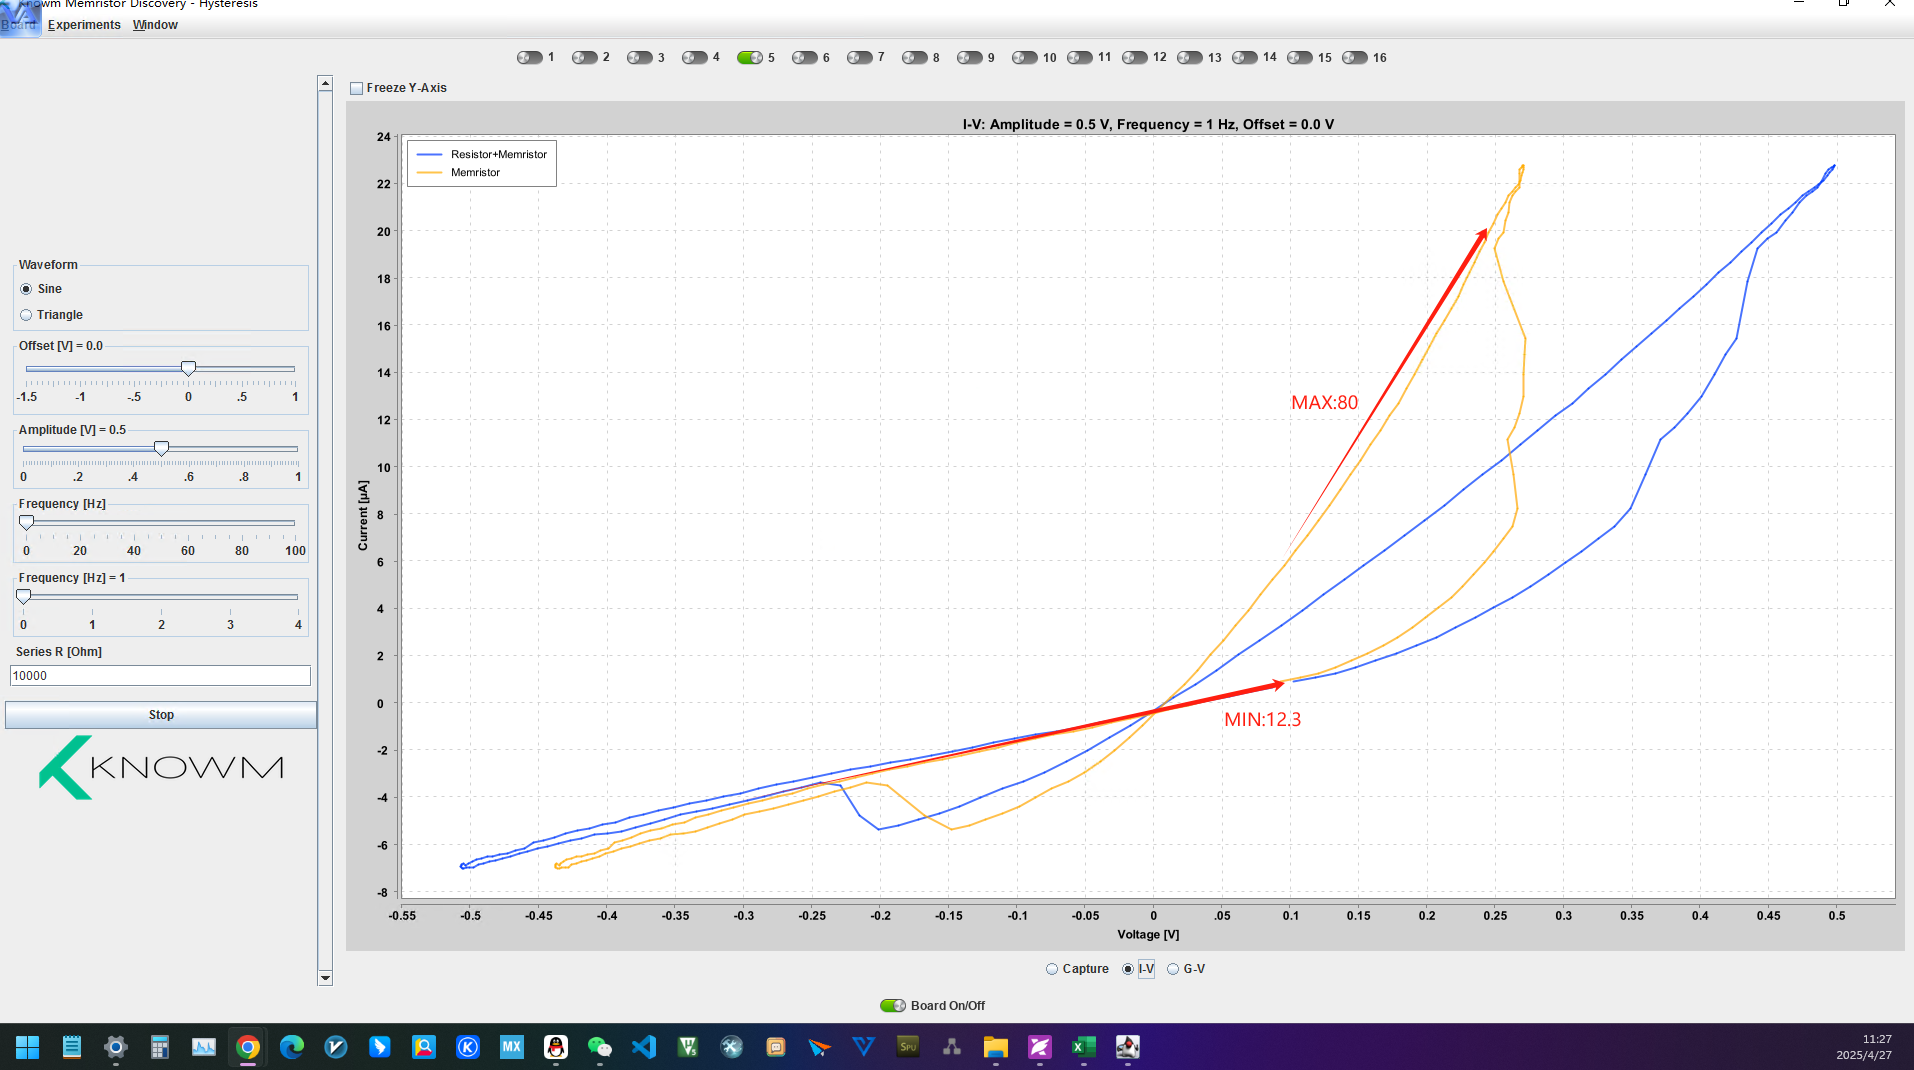 Knowm Memristor Discovery - Hysteresis
Board Experiments Window
1 2 3 4 5 6 7 8 9 10 11 12 13 14 15 16
Freeze Y-Axis
I-V: Amplitude = 0.5 V, Frequency = 1 Hz, Offset = 0.0 V
Resistor+Memristor
Memristor
24
22
20
18
16
14
12
10
8
6
4
2
0
-2
-4
-6
-8
Current [µA]
MAX:80
MIN:12.3
-0.55 -0.5 -0.45 -0.4 -0.35 -0.3 -0.25 -0.2 -0.15 -0.1 -0.05 0 .05 0.1 0.15 0.2 0.25 0.3 0.35 0.4 0.45 0.5
Voltage [V]
Waveform
Sine
Triangle
Offset [V] = 0.0
-1.5 -1 -.5 0 .5 1
Amplitude [V] = 0.5
0 .2 .4 .6 .8 1
Frequency [Hz]
0 20 40 60 80 100
Frequency [Hz] = 1
0 1 2 3 4
Series R [Ohm]
10000
Stop
KNOWM
Capture I-V G-V
Board On/Off
MX
SPU
11:27
2025/4/27